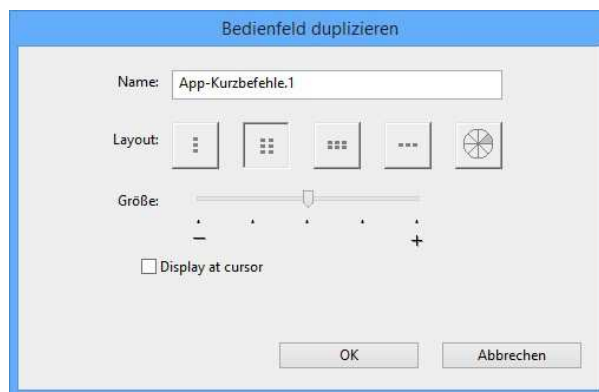 Bedienfeld duplizieren
Name: App-Kurzbefehle.1
Layout:
Größe:
− +
Display at cursor
OK Abbrechen